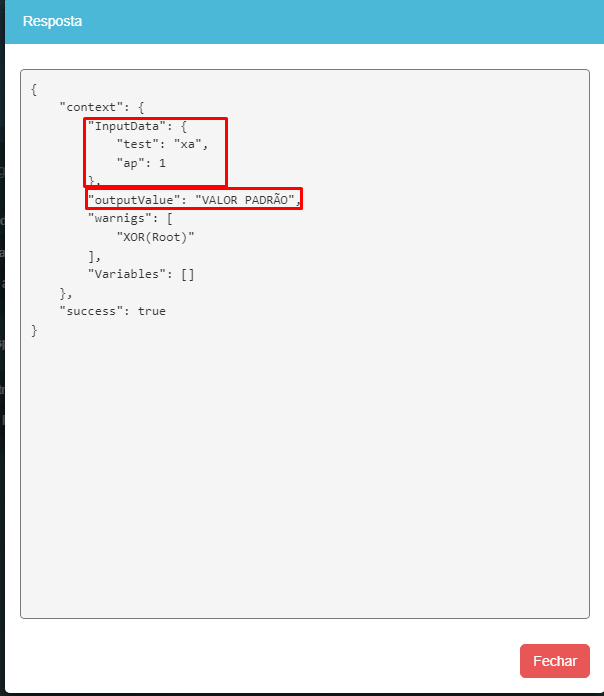 Resposta
{
    "context": {
        "InputData": {
            "test": "xa",
            "ap": 1
        },
        "outputValue": "VALOR PADRÃO",
        "warnigs": [
            "XOR(Root)"
        ],
        "Variables": []
    },
    "success": true
}
Fechar